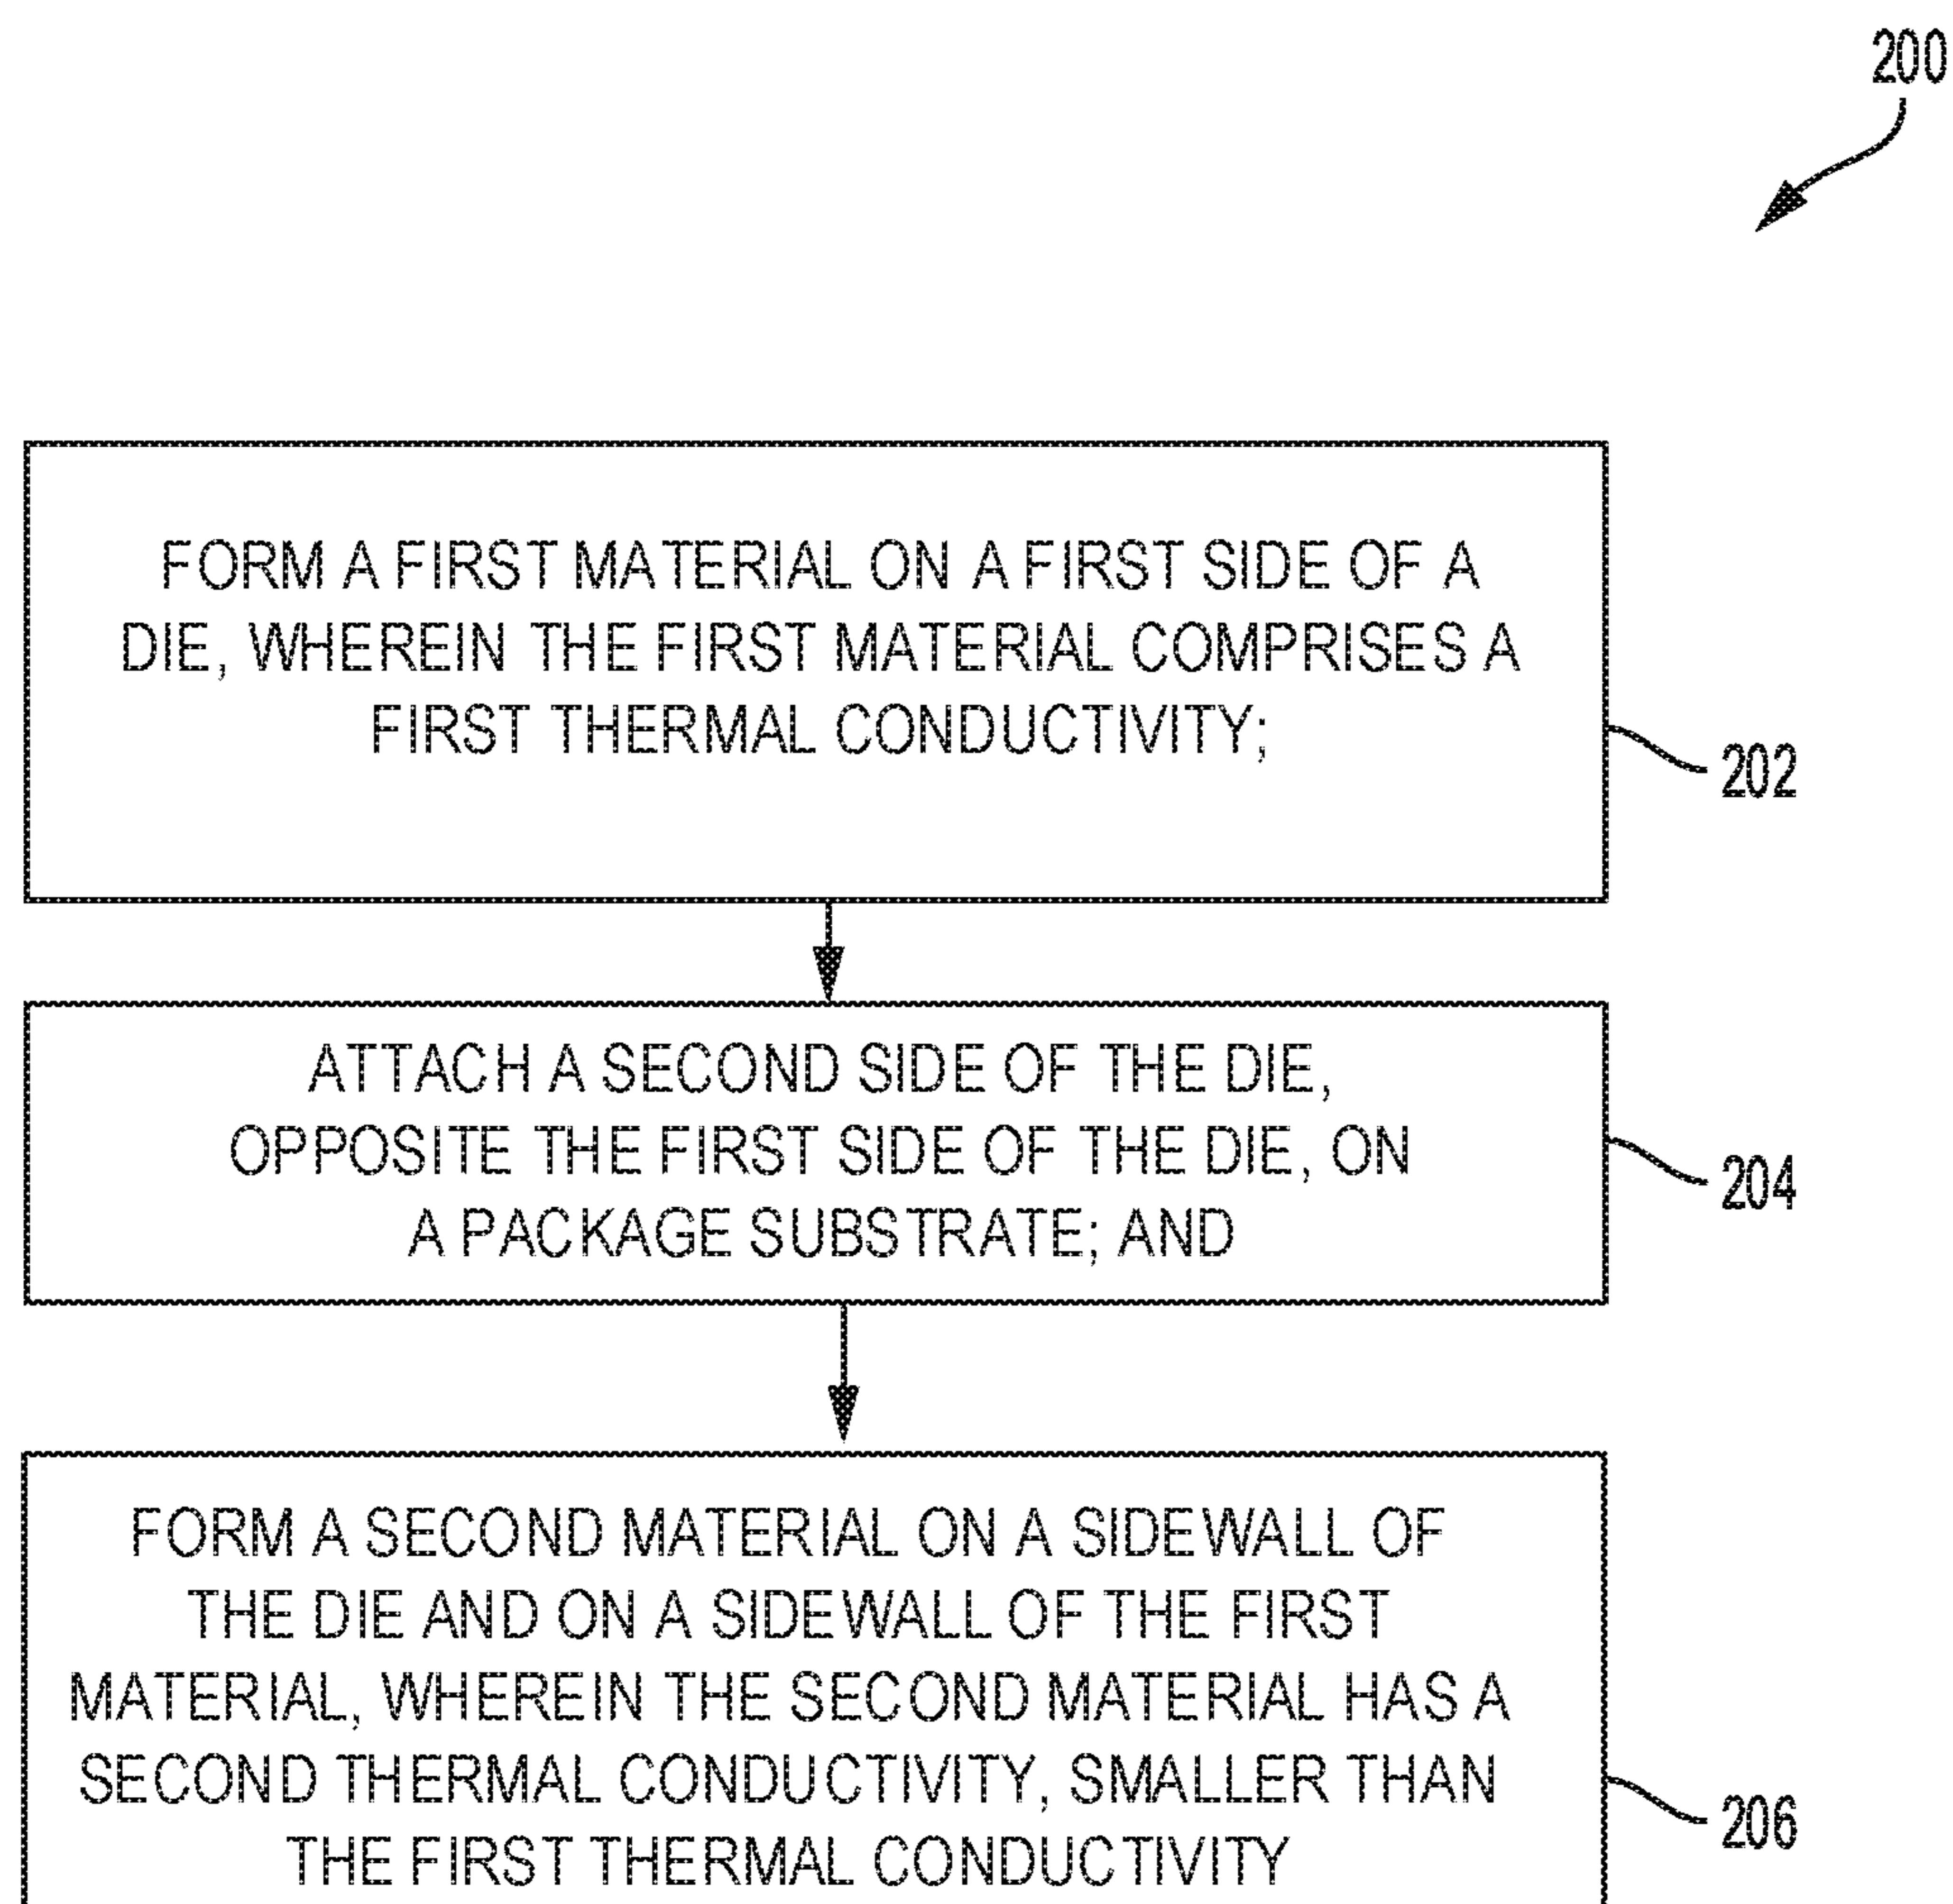 200
FORM A FIRST MATERIAL ON A FIRST SIDE OF A
DIE, WHEREIN THE FIRST MATERIAL COMPRISES A
FIRST THERMAL CONDUCTIVITY;
202
ATTACH A SECOND SIDE OF THE DIE,
OPPOSITE THE FIRST SIDE OF THE DIE, ON
A PACKAGE SUBSTRATE; AND
204
FORM A SECOND MATERIAL ON A SIDEWALL OF
THE DIE AND ON A SIDEWALL OF THE FIRST
MATERIAL, WHEREIN THE SECOND MATERIAL HAS A
SECOND THERMAL CONDUCTIVITY, SMALLER THAN
THE FIRST THERMAL CONDUCTIVITY
206